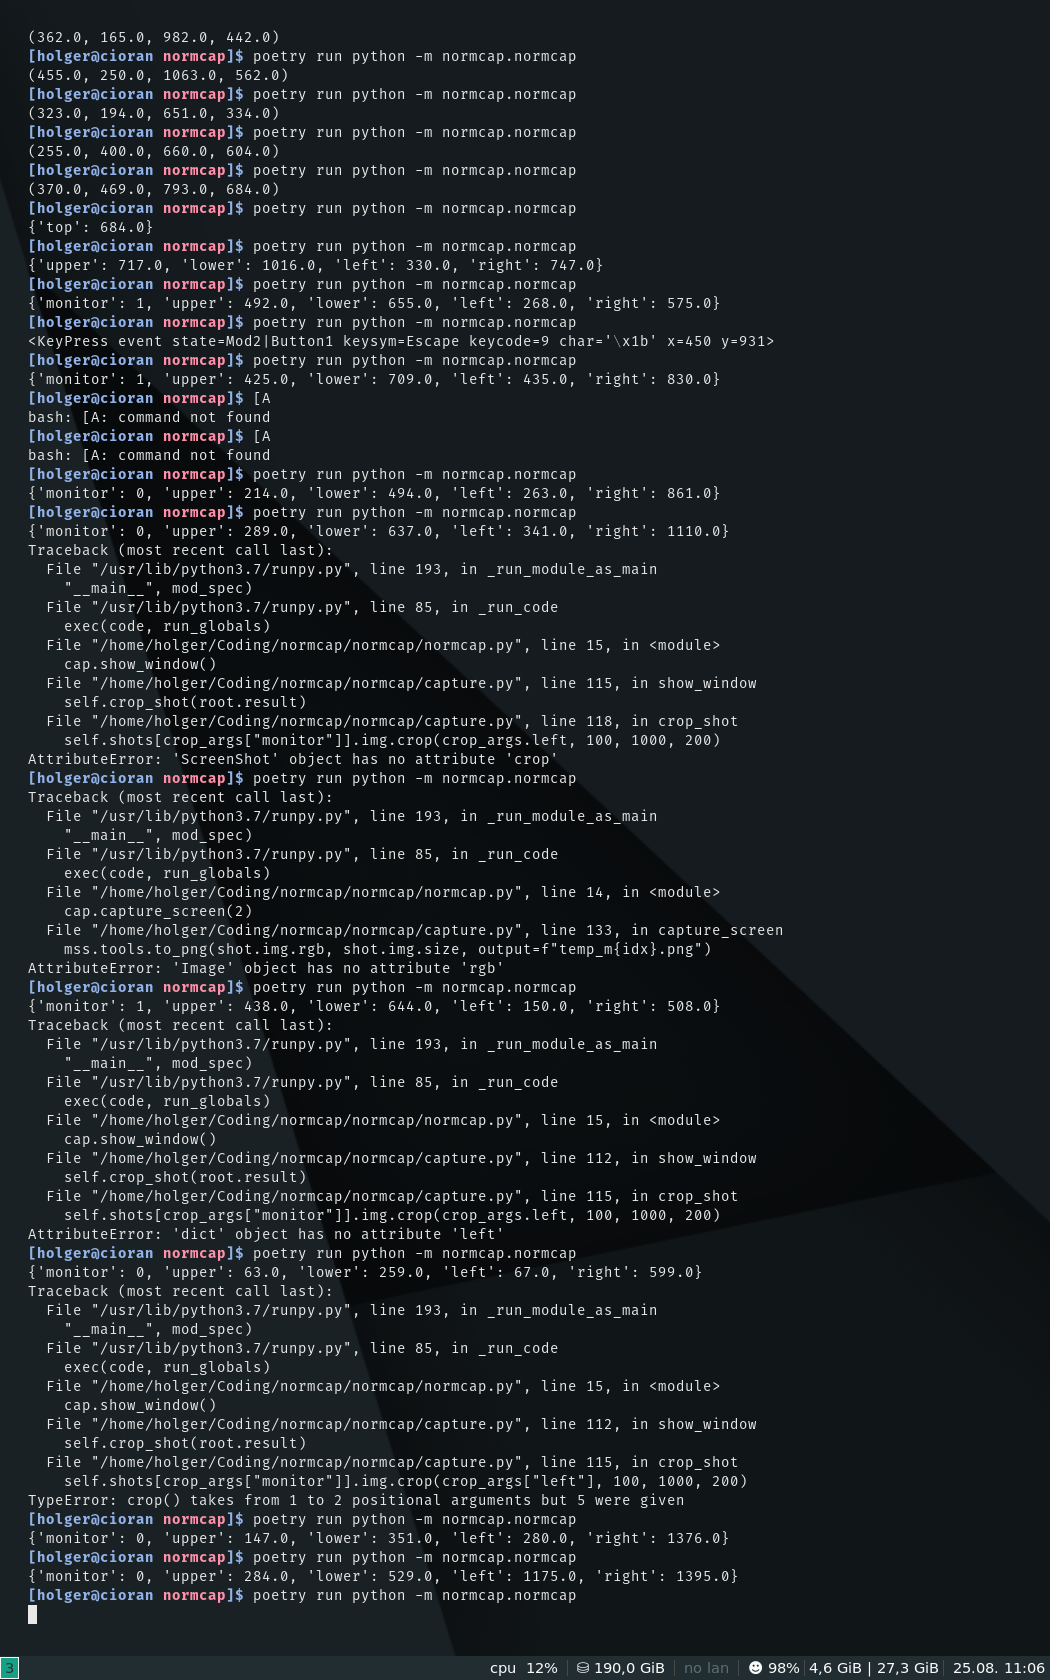 (362.0, 165.0, 982.0, 442.0)
[holger@cioran normcap]$ poetry run python -m normcap.normcap
(455.0, 250.0, 1063.0, 562.0)
[holger@cioran normcap]$ poetry run python -m normcap.normcap
(323.0, 194.0, 651.0, 334.0)
[holger@cioran normcap]$ poetry run python -m normcap.normcap
(255.0, 400.0, 660.0, 604.0)
[holger@cioran normcap]$ poetry run python -m normcap.normcap
(370.0, 469.0, 793.0, 684.0)
[holger@cioran normcap]$ poetry run python -m normcap.normcap
{'top': 684.0}
[holger@cioran normcap]$ poetry run python -m normcap.normcap
{'upper': 717.0, 'lower': 1016.0, 'left': 330.0, 'right': 747.0}
[holger@cioran normcap]$ poetry run python -m normcap.normcap
{'monitor': 1, 'upper': 492.0, 'lower': 655.0, 'left': 268.0, 'right': 575.0}
[holger@cioran normcap]$ poetry run python -m normcap.normcap
<KeyPress event state=Mod2|Button1 keysym=Escape keycode=9 char='\x1b' x=450 y=931>
[holger@cioran normcap]$ poetry run python -m normcap.normcap
{'monitor': 1, 'upper': 425.0, 'lower': 709.0, 'left': 435.0, 'right': 830.0}
[holger@cioran normcap]$ [A
bash: [A: command not found
[holger@cioran normcap]$ [A
bash: [A: command not found
[holger@cioran normcap]$ poetry run python -m normcap.normcap
{'monitor': 0, 'upper': 214.0, 'lower': 494.0, 'left': 263.0, 'right': 861.0}
[holger@cioran normcap]$ poetry run python -m normcap.normcap
{'monitor': 0, 'upper': 289.0, 'lower': 637.0, 'left': 341.0, 'right': 1110.0}
Traceback (most recent call last):
  File "/usr/lib/python3.7/runpy.py", line 193, in _run_module_as_main
    "__main__", mod_spec)
  File "/usr/lib/python3.7/runpy.py", line 85, in _run_code
    exec(code, run_globals)
  File "/home/holger/Coding/normcap/normcap/normcap.py", line 15, in <module>
    cap.show_window()
  File "/home/holger/Coding/normcap/normcap/capture.py", line 115, in show_window
    self.crop_shot(root.result)
  File "/home/holger/Coding/normcap/normcap/capture.py", line 118, in crop_shot
    self.shots[crop_args["monitor"]].img.crop(crop_args.left, 100, 1000, 200)
AttributeError: 'ScreenShot' object has no attribute 'crop'
[holger@cioran normcap]$ poetry run python -m normcap.normcap
Traceback (most recent call last):
  File "/usr/lib/python3.7/runpy.py", line 193, in _run_module_as_main
    "__main__", mod_spec)
  File "/usr/lib/python3.7/runpy.py", line 85, in _run_code
    exec(code, run_globals)
  File "/home/holger/Coding/normcap/normcap/normcap.py", line 14, in <module>
    cap.capture_screen(2)
  File "/home/holger/Coding/normcap/normcap/capture.py", line 133, in capture_screen
    mss.tools.to_png(shot.img.rgb, shot.img.size, output=f"temp_m{idx}.png")
AttributeError: 'Image' object has no attribute 'rgb'
[holger@cioran normcap]$ poetry run python -m normcap.normcap
{'monitor': 1, 'upper': 438.0, 'lower': 644.0, 'left': 150.0, 'right': 508.0}
Traceback (most recent call last):
  File "/usr/lib/python3.7/runpy.py", line 193, in _run_module_as_main
    "__main__", mod_spec)
  File "/usr/lib/python3.7/runpy.py", line 85, in _run_code
    exec(code, run_globals)
  File "/home/holger/Coding/normcap/normcap/normcap.py", line 15, in <module>
    cap.show_window()
  File "/home/holger/Coding/normcap/normcap/capture.py", line 112, in show_window
    self.crop_shot(root.result)
  File "/home/holger/Coding/normcap/normcap/capture.py", line 115, in crop_shot
    self.shots[crop_args["monitor"]].img.crop(crop_args.left, 100, 1000, 200)
AttributeError: 'dict' object has no attribute 'left'
[holger@cioran normcap]$ poetry run python -m normcap.normcap
{'monitor': 0, 'upper': 63.0, 'lower': 259.0, 'left': 67.0, 'right': 599.0}
Traceback (most recent call last):
  File "/usr/lib/python3.7/runpy.py", line 193, in _run_module_as_main
    "__main__", mod_spec)
  File "/usr/lib/python3.7/runpy.py", line 85, in _run_code
    exec(code, run_globals)
  File "/home/holger/Coding/normcap/normcap/normcap.py", line 15, in <module>
    cap.show_window()
  File "/home/holger/Coding/normcap/normcap/capture.py", line 112, in show_window
    self.crop_shot(root.result)
  File "/home/holger/Coding/normcap/normcap/capture.py", line 115, in crop_shot
    self.shots[crop_args["monitor"]].img.crop(crop_args["left"], 100, 1000, 200)
TypeError: crop() takes from 1 to 2 positional arguments but 5 were given
[holger@cioran normcap]$ poetry run python -m normcap.normcap
{'monitor': 0, 'upper': 147.0, 'lower': 351.0, 'left': 280.0, 'right': 1376.0}
[holger@cioran normcap]$ poetry run python -m normcap.normcap
{'monitor': 0, 'upper': 284.0, 'lower': 529.0, 'left': 1175.0, 'right': 1395.0}
[holger@cioran normcap]$ poetry run python -m normcap.normcap
3 cpu 12% | 190,0 GiB | no lan | 98% | 4,6 GiB | 27,3 GiB | 25.08. 11:06